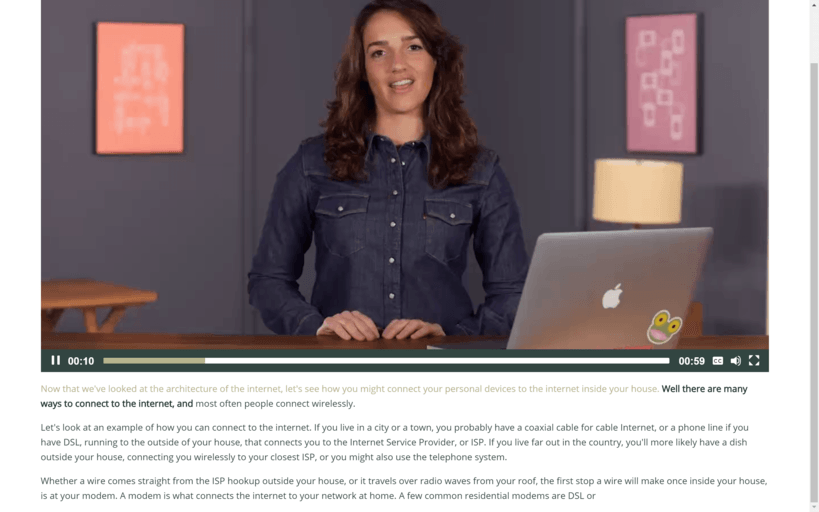 00:10
00:59
CC
Now that we've looked at the architecture of the internet, let's see how you might connect your personal devices to the internet inside your house. Well there are many
ways to connect to the internet, and most often people connect wirelessly.
Let's look at an example of how you can connect to the internet. If you live in a city or a town, you probably have a coaxial cable for cable Internet, or a phone line if you
have DSL, running to the outside of your house, that connects you to the Internet Service Provider, or ISP. If you live far out in the country, you'll more likely have a dish
outside your house, connecting you wirelessly to your closest ISP, or you might also use the telephone system.
Whether a wire comes straight from the ISP hookup outside your house, or it travels over radio waves from your roof, the first stop a wire will make once inside your house,
is at your modem. A modem is what connects the internet to your network at home. A few common residential modems are DSL or